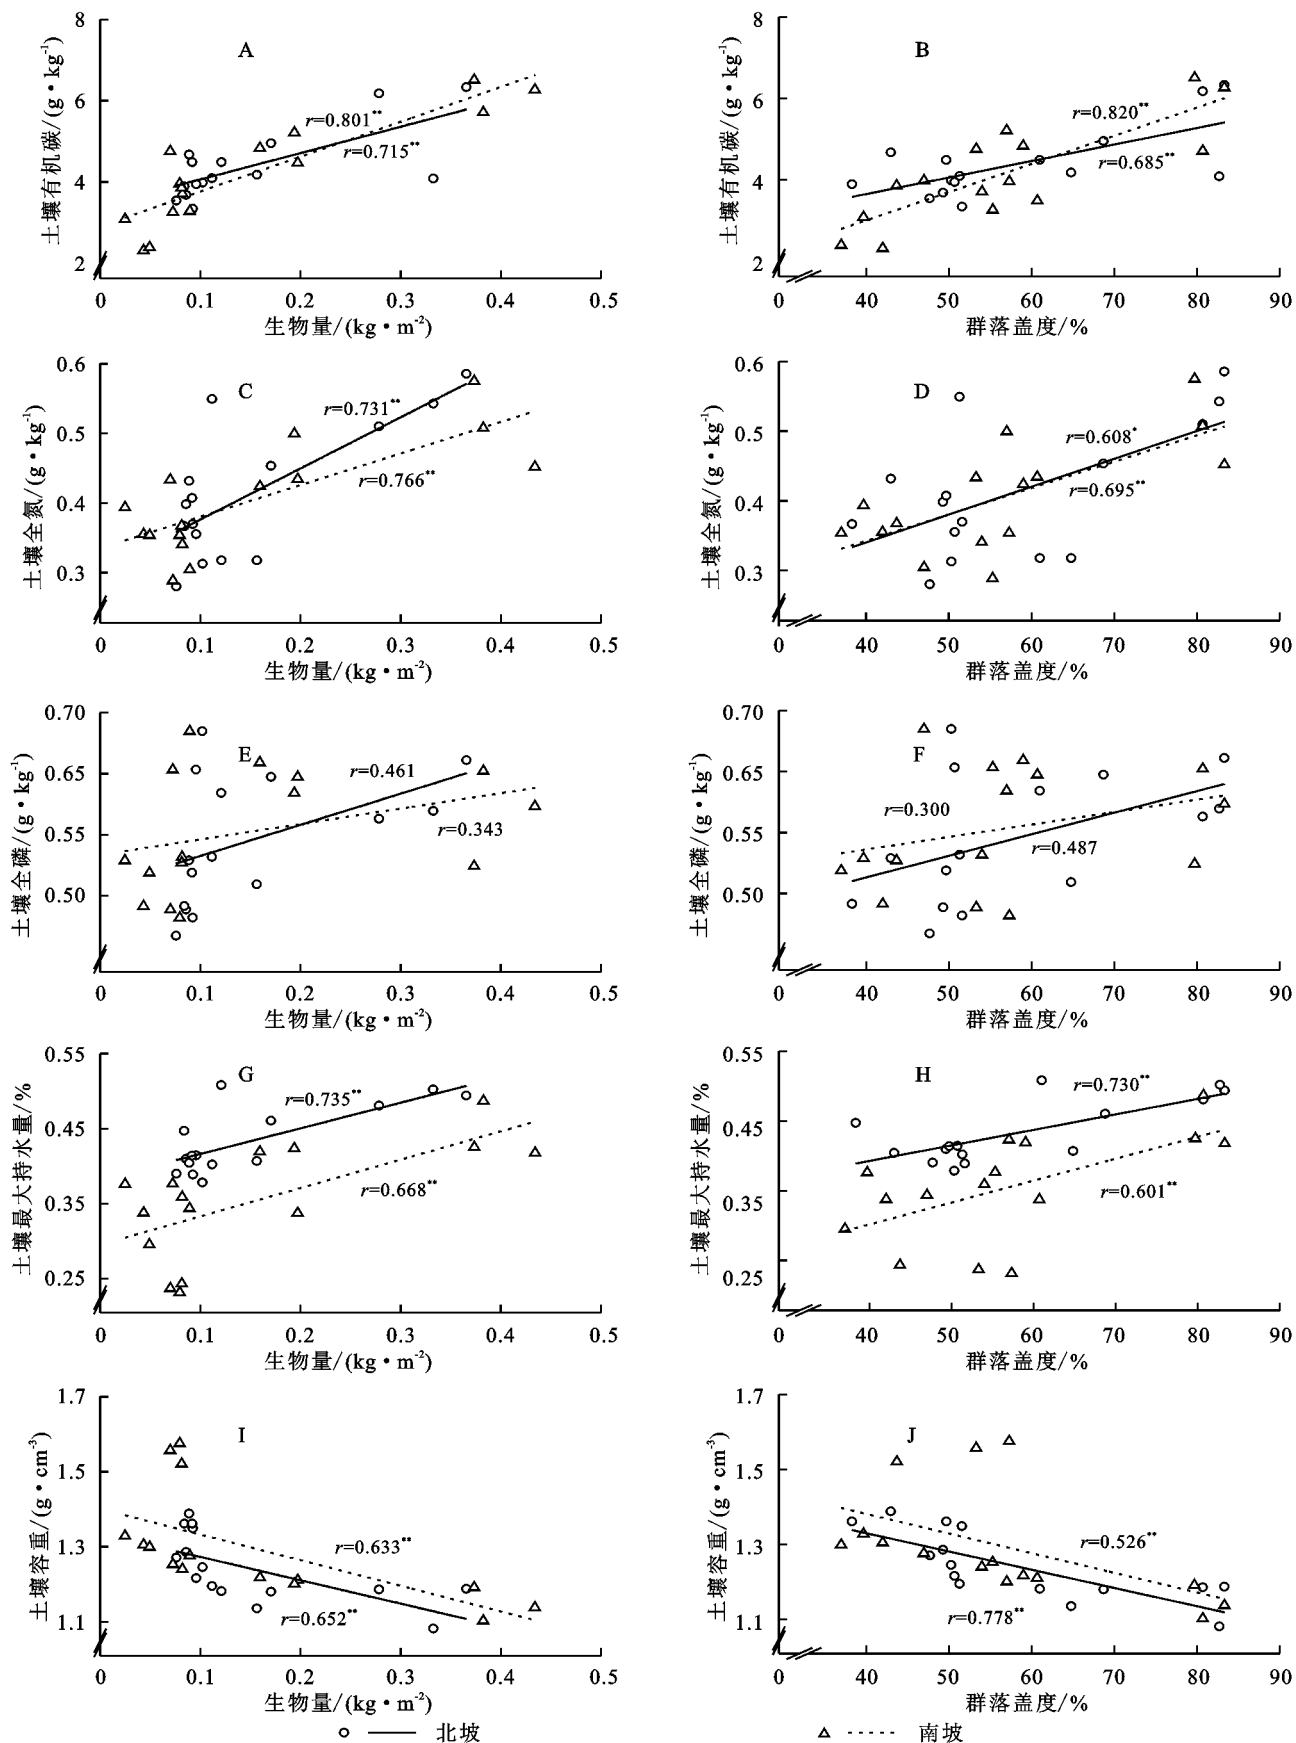 A
土壤有机碳/(g·kg⁻¹)
8
6
4
2
r=0.801**
r=0.715**
0 0.1 0.2 0.3 0.4 0.5
生物量/(kg·m⁻²)
B
土壤有机碳/(g·kg⁻¹)
8
6
4
2
r=0.820**
r=0.685**
0 40 50 60 70 80 90
群落盖度/%
C
土壤全氮/(g·kg⁻¹)
0.6
0.5
0.4
0.3
r=0.731**
r=0.766**
0 0.1 0.2 0.3 0.4 0.5
生物量/(kg·m⁻²)
D
土壤全氮/(g·kg⁻¹)
0.6
0.5
0.4
0.3
r=0.608*
r=0.695**
0 40 50 60 70 80 90
群落盖度/%
E
土壤全磷/(g·kg⁻¹)
0.70
0.65
0.55
0.50
r=0.461
r=0.343
0 0.1 0.2 0.3 0.4 0.5
生物量/(kg·m⁻²)
F
土壤全磷/(g·kg⁻¹)
0.70
0.65
0.55
0.50
r=0.300
r=0.487
0 40 50 60 70 80 90
群落盖度/%
G
土壤最大持水量/%
0.55
0.45
0.35
0.25
r=0.735**
r=0.668**
0 0.1 0.2 0.3 0.4 0.5
生物量/(kg·m⁻²)
H
土壤最大持水量/%
0.55
0.45
0.35
0.25
r=0.730**
r=0.601**
0 40 50 60 70 80 90
群落盖度/%
I
土壤容重/(g·cm⁻³)
1.7
1.5
1.3
1.1
r=0.633**
r=0.652**
0 0.1 0.2 0.3 0.4 0.5
生物量/(kg·m⁻²)
J
土壤容重/(g·cm⁻³)
1.7
1.5
1.3
1.1
r=0.526**
r=0.778**
0 40 50 60 70 80 90
群落盖度/%
北坡
南坡